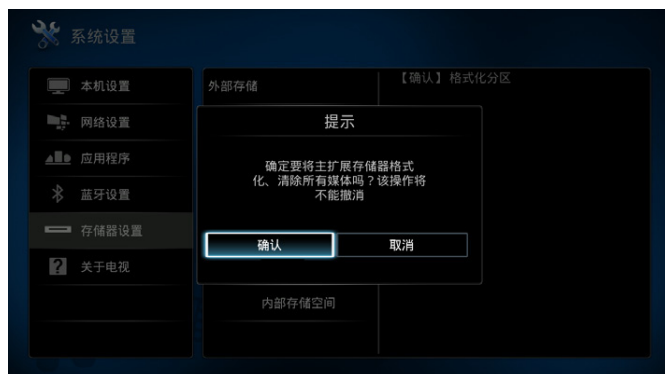 系统设置
本机设置
网络设置
应用程序
蓝牙设置
存储器设置
关于电视
外部存储
【确认】格式化分区
提示
确定要将主扩展存储器格式
化、清除所有媒体吗？该操作将
不能撤消
确认
取消
内部存储空间